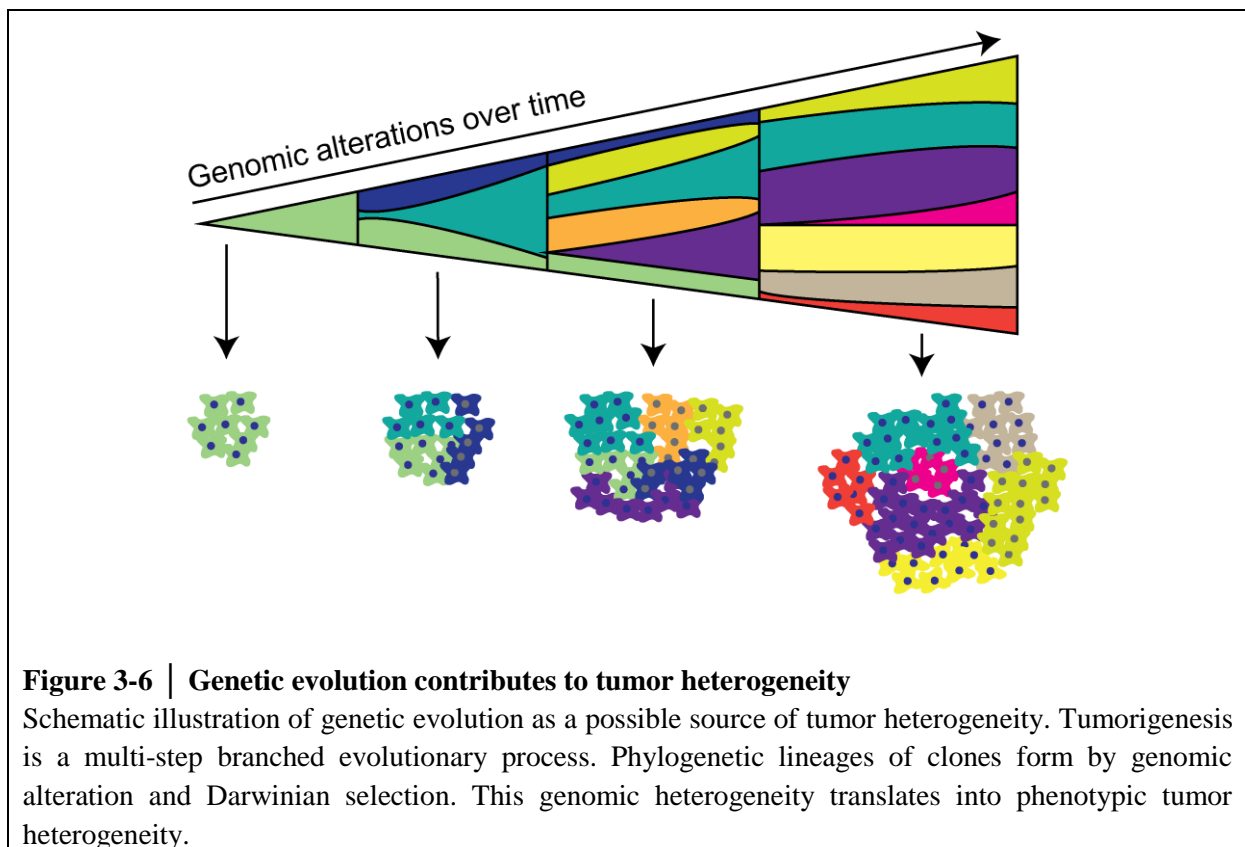 Genomic alterations over time
Figure 3-6 │ Genetic evolution contributes to tumor heterogeneity
Schematic illustration of genetic evolution as a possible source of tumor heterogeneity. Tumorigenesis
is a multi-step branched evolutionary process. Phylogenetic lineages of clones form by genomic
alteration and Darwinian selection. This genomic heterogeneity translates into phenotypic tumor
heterogeneity.